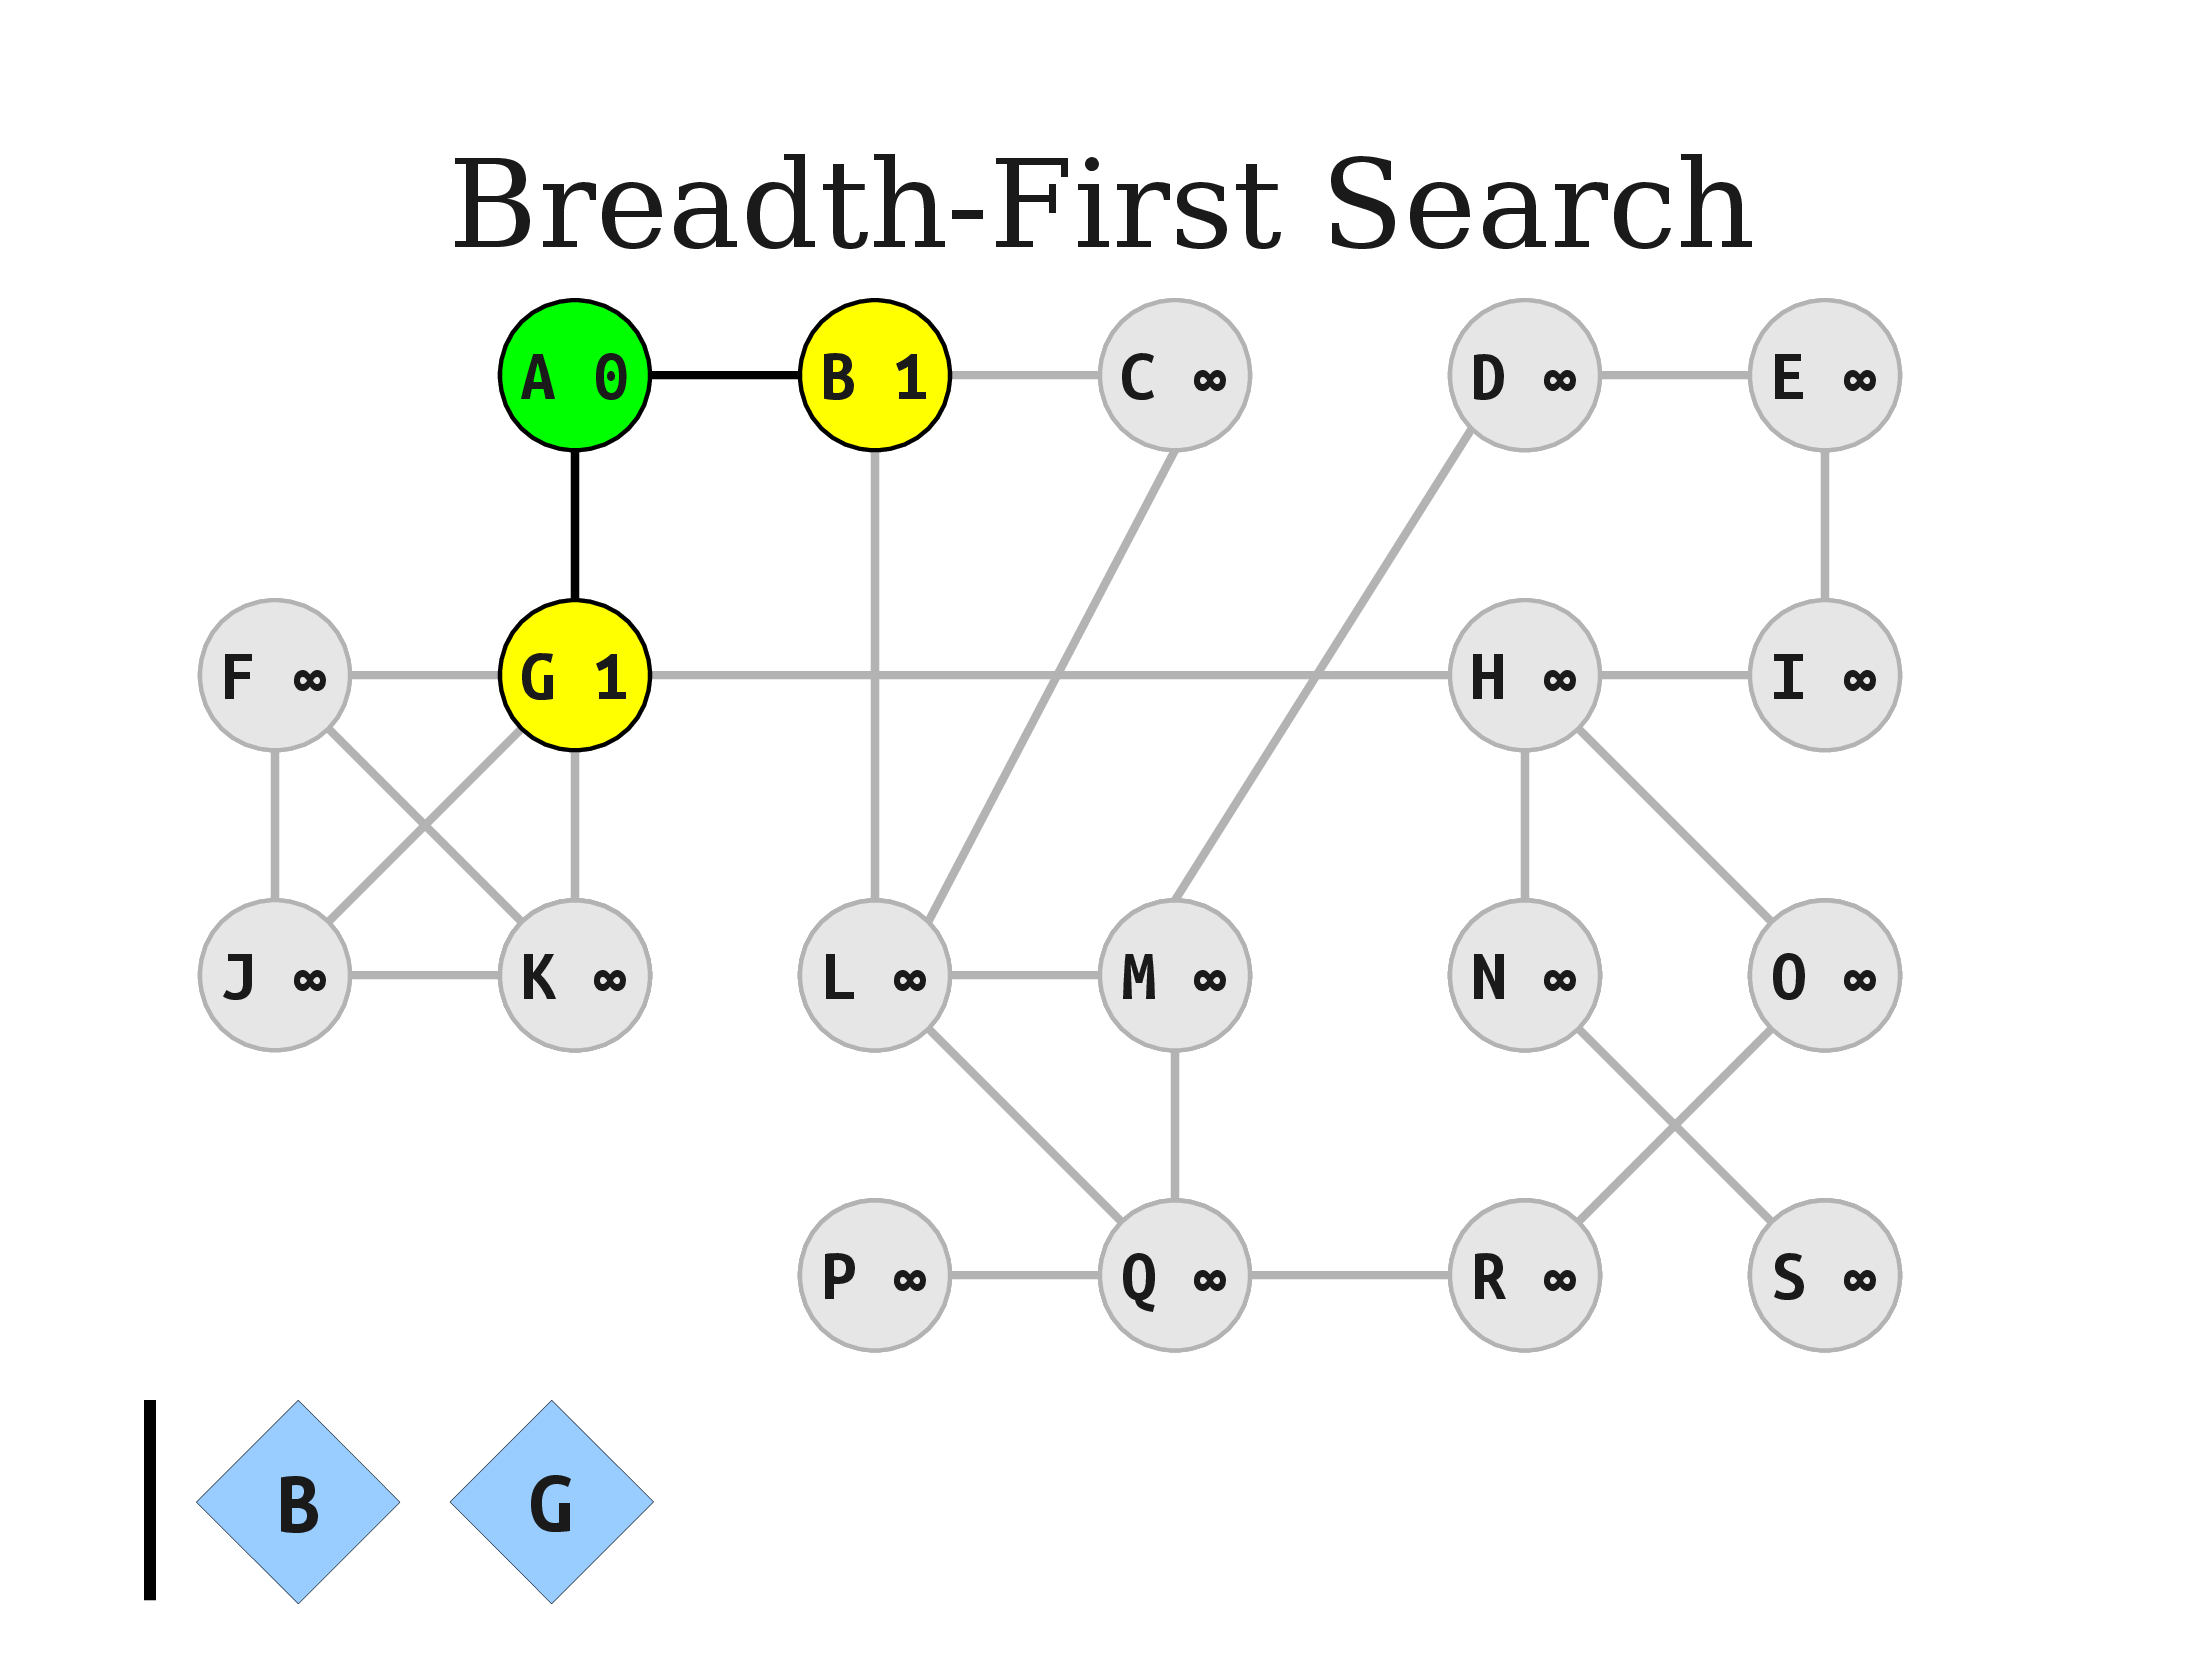 Breadth-First Search
A 0 B 1 C ∞ D ∞ E ∞
F ∞ G 1 H ∞ I ∞
J ∞ K ∞ L ∞ M ∞ N ∞ O ∞
P ∞ Q ∞ R ∞ S ∞
B G